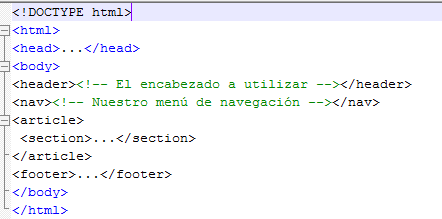 <!DOCTYPE html>
<html>
<head>...</head>
<body>
<header><!-- El encabezado a utilizar --></header>
<nav><!-- Nuestro menú de navegación --></nav>
<article>
<section>...</section>
</article>
<footer>...</footer>
</body>
</html>